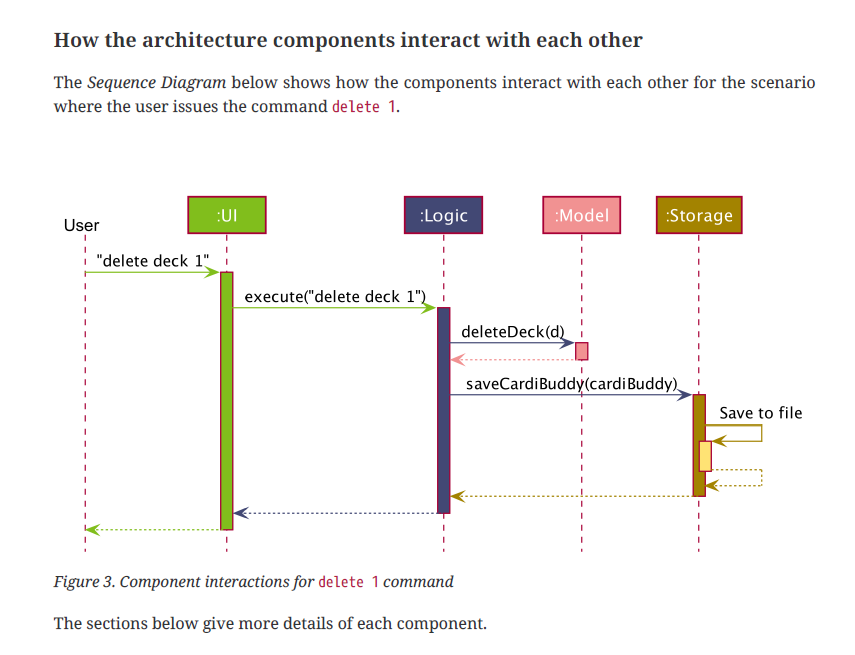 How the architecture components interact with each other
The Sequence Diagram below shows how the components interact with each other for the scenario
where the user issues the command delete 1.
User
:UI
:Logic
:Model
:Storage
"delete deck 1"
execute("delete deck 1")
deleteDeck(d)
saveCardiBuddy(cardiBuddy)
Save to file
Figure 3. Component interactions for delete 1 command
The sections below give more details of each component.